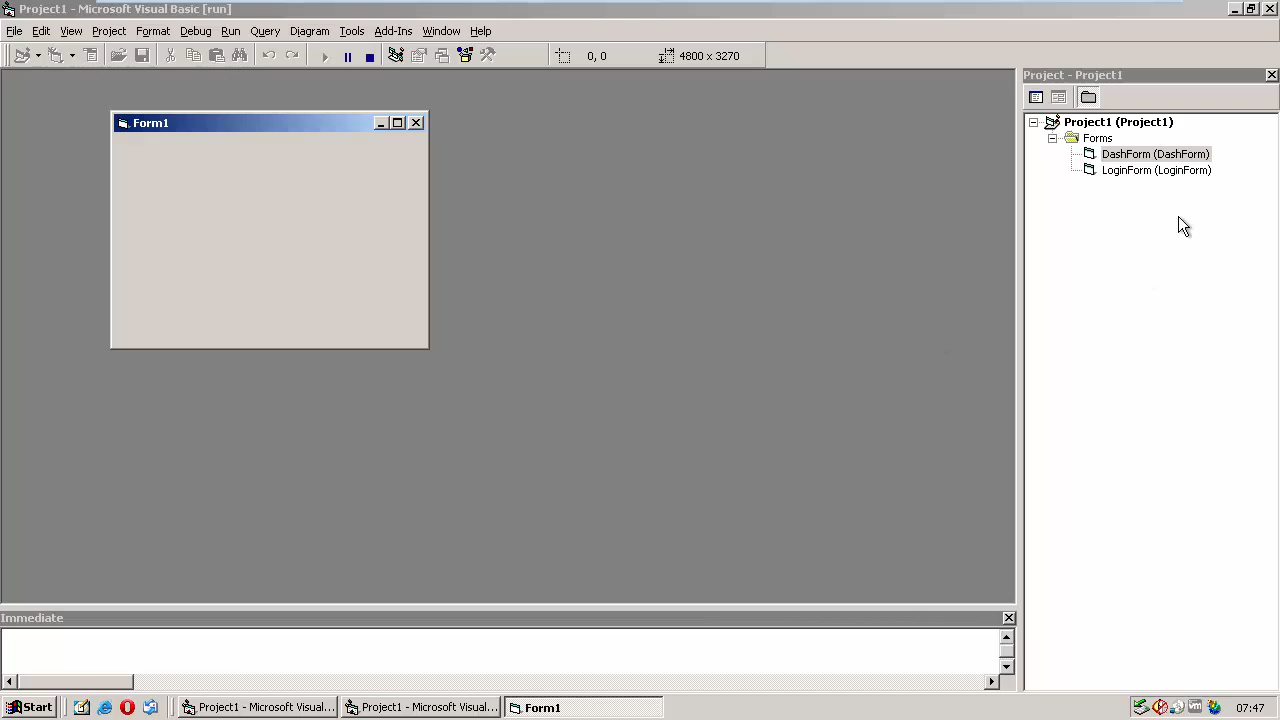 Project1 - Microsoft Visual Basic [run]
File Edit View Project Format Debug Run Query Diagram Tools Add-Ins Window Help
0, 0 4800 x 3270
Project - Project1
Form1
Project1 (Project1)
Forms
DashForm (DashForm)
LoginForm (LoginForm)
Immediate
Start Project1 - Microsoft Visual... Project1 - Microsoft Visual... Form1 07:47